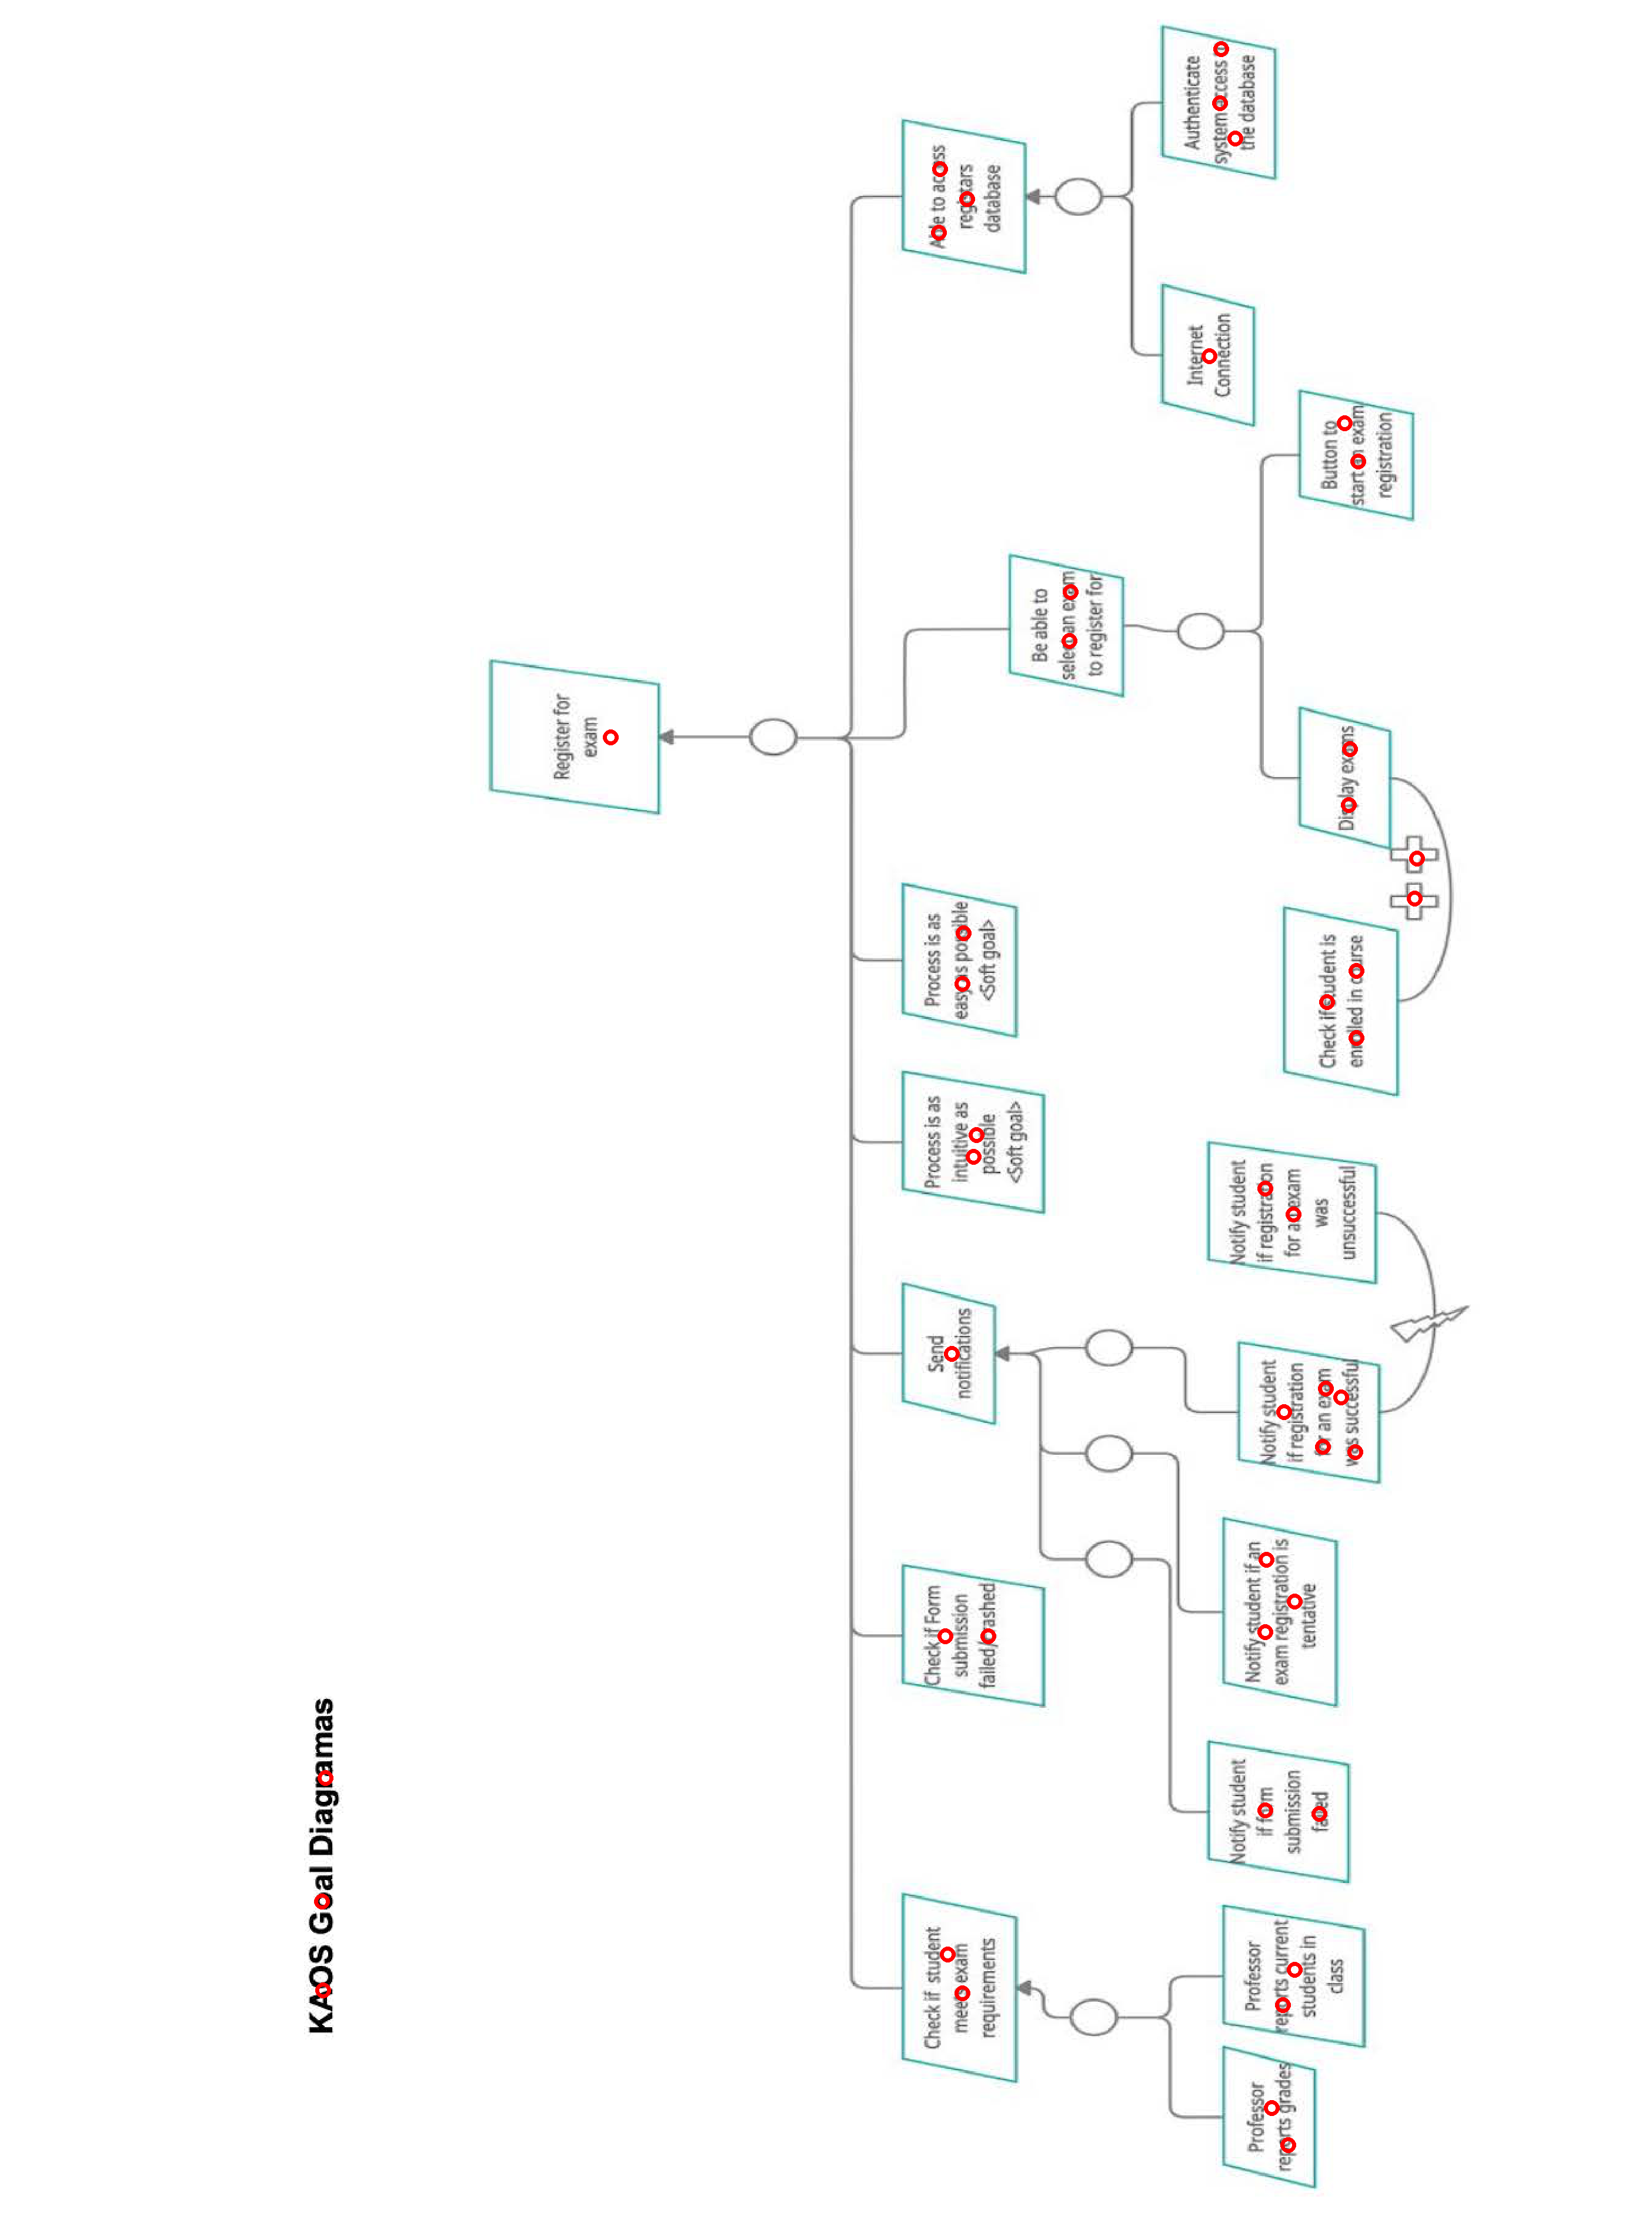 KAOS Goal Diagramas
Register for
exam
Check if student
meets exam
requirements
Check if Form
submission
failed/crashed
Send
notifications
Process is as
intuitive as
possible
<Soft goal>
Process is as
easy as possible
<Soft goal>
Be able to
select an exam
to register for
Able to access
registars
database
Professor
reports grades
Professor
reports current
students in
class
Notify student
if form
submission
failed
Notify student if an
exam registration is
tentative
Notify student
if registration
for an exam
was successful
Notify student
if registration
for an exam
was
unsuccessful
Check if student is
enrolled in course
Display exams
Button to
start an exam
registration
Internet
Connection
Authenticate
system access to
the database